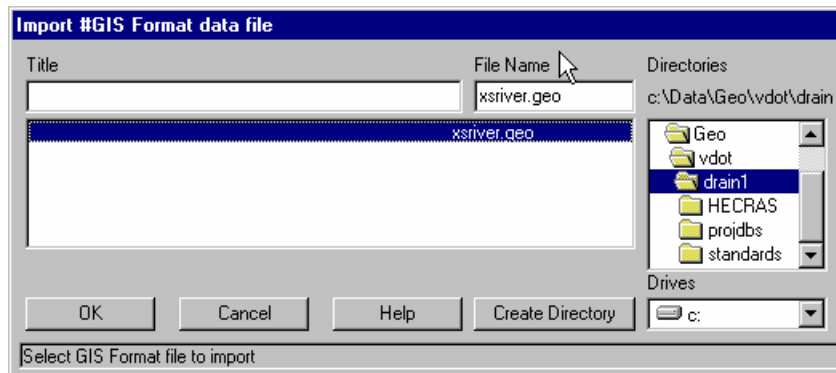 Import #GIS Format data file
Title
File Name
Directories
xsriver.geo
c:\Data\Geo\vdot\drain
xsriver.geo
Geo
vdot
drain1
HECRAS
projdbs
standards
Drives
OK
Cancel
Help
Create Directory
c:
Select GIS Format file to import